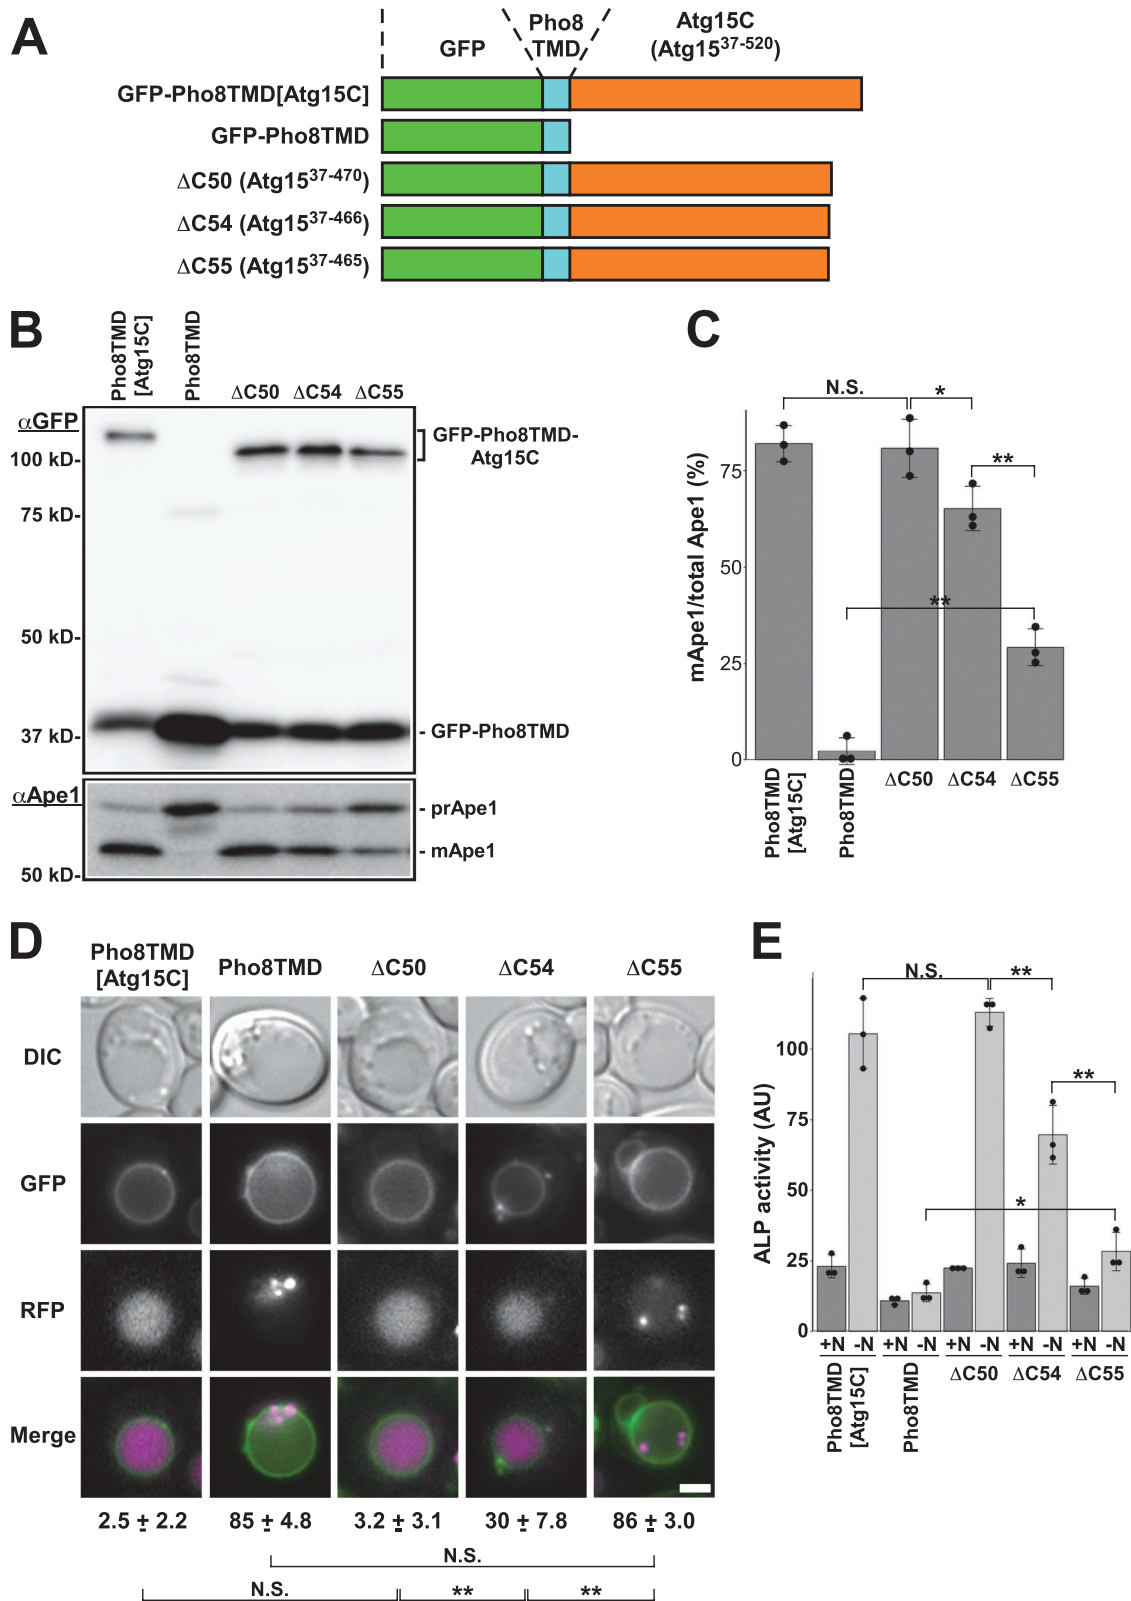 A
GFP
Pho8
TMD
Atg15C
(Atg15³⁷⁻⁵²⁰)
GFP-Pho8TMD[Atg15C]
GFP-Pho8TMD
ΔC50 (Atg15³⁷⁻⁴⁷⁰)
ΔC54 (Atg15³⁷⁻⁴⁶⁶)
ΔC55 (Atg15³⁷⁻⁴⁶⁵)
B
Pho8TMD
[Atg15C]
Pho8TMD
ΔC50
ΔC54
ΔC55
αGFP
100 kD-
75 kD-
50 kD-
37 kD-
GFP-Pho8TMD-
Atg15C
- GFP-Pho8TMD
αApe1
- prApe1
- mApe1
50 kD-
C
N.S.
*
**
**
mApe1/total Ape1 (%)
75
50
25
0
Pho8TMD
[Atg15C]
Pho8TMD
ΔC50
ΔC54
ΔC55
D
Pho8TMD
[Atg15C]
Pho8TMD
ΔC50
ΔC54
ΔC55
DIC
GFP
RFP
Merge
2.5 ± 2.2
85 ± 4.8
3.2 ± 3.1
30 ± 7.8
86 ± 3.0
N.S.
N.S.
**
**
E
N.S.
**
**
*
ALP activity (AU)
100
75
50
25
0
+N -N +N -N +N -N +N -N +N -N
Pho8TMD
[Atg15C]
Pho8TMD
ΔC50
ΔC54
ΔC55